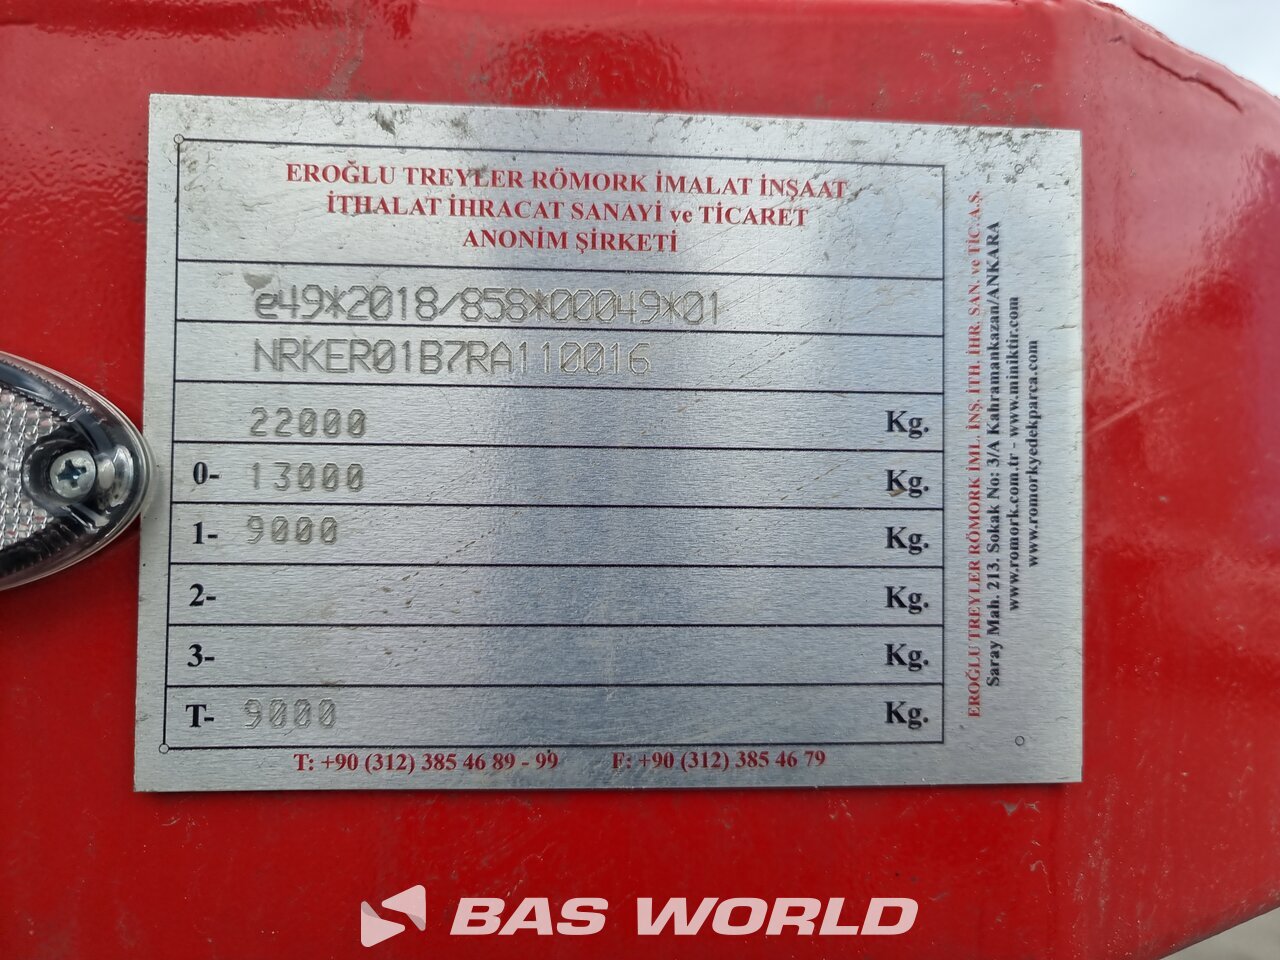 EROĞLU TREYLER RÖMORK İMALAT İNŞAAT
İTHALAT İHRACAT SANAYİ ve TİCARET
ANONİM ŞİRKETİ
e49*2018/858*00049*01
NRKER01B7RA110016
22000 Kg.
0- 13000 Kg.
1- 9000 Kg.
2- Kg.
3- Kg.
T- 9000 Kg.
T: +90 (312) 385 46 89 - 99 F: +90 (312) 385 46 79
EROĞLU TREYLER RÖMORK İML. İNŞ. İTH. İHR. SAN. ve TİC. A.Ş.
Saray Mah. 213. Sokak No: 3/A Kahramankazan/ANKARA
www.romork.com.tr - www.miniktir.com
www.romorkyedekparca.com
BAS WORLD